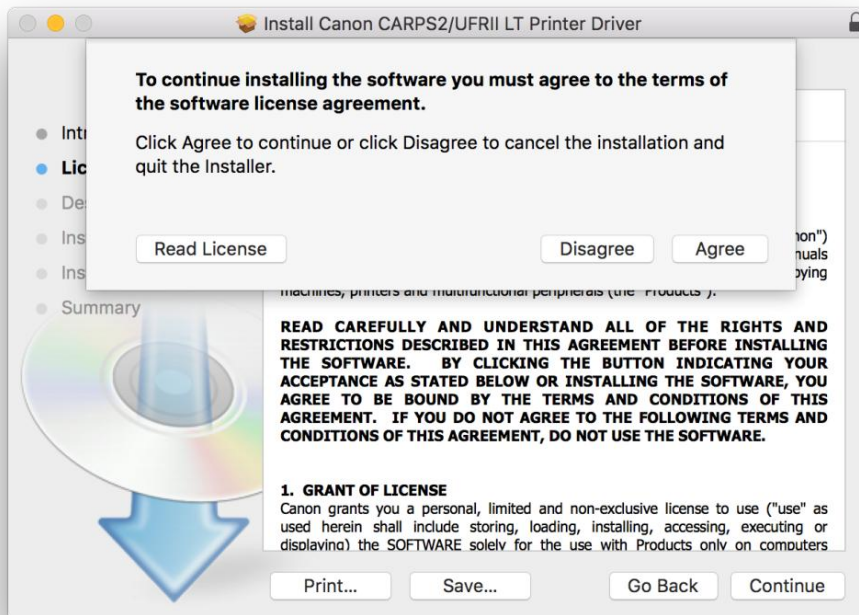 Install Canon CARPS2/UFRII LT Printer Driver
To continue installing the software you must agree to the terms of
the software license agreement.
Click Agree to continue or click Disagree to cancel the installation and
quit the Installer.
Read License
Disagree
Agree
Summary
machines, printers and multifunctional peripherals (the "Products").
READ CAREFULLY AND UNDERSTAND ALL OF THE RIGHTS AND
RESTRICTIONS DESCRIBED IN THIS AGREEMENT BEFORE INSTALLING
THE SOFTWARE. BY CLICKING THE BUTTON INDICATING YOUR
ACCEPTANCE AS STATED BELOW OR INSTALLING THE SOFTWARE, YOU
AGREE TO BE BOUND BY THE TERMS AND CONDITIONS OF THIS
AGREEMENT. IF YOU DO NOT AGREE TO THE FOLLOWING TERMS AND
CONDITIONS OF THIS AGREEMENT, DO NOT USE THE SOFTWARE.
1. GRANT OF LICENSE
Canon grants you a personal, limited and non-exclusive license to use ("use" as
used herein shall include storing, loading, installing, accessing, executing or
displaying) the SOFTWARE solely for the use with Products only on computers
Print...
Save...
Go Back
Continue